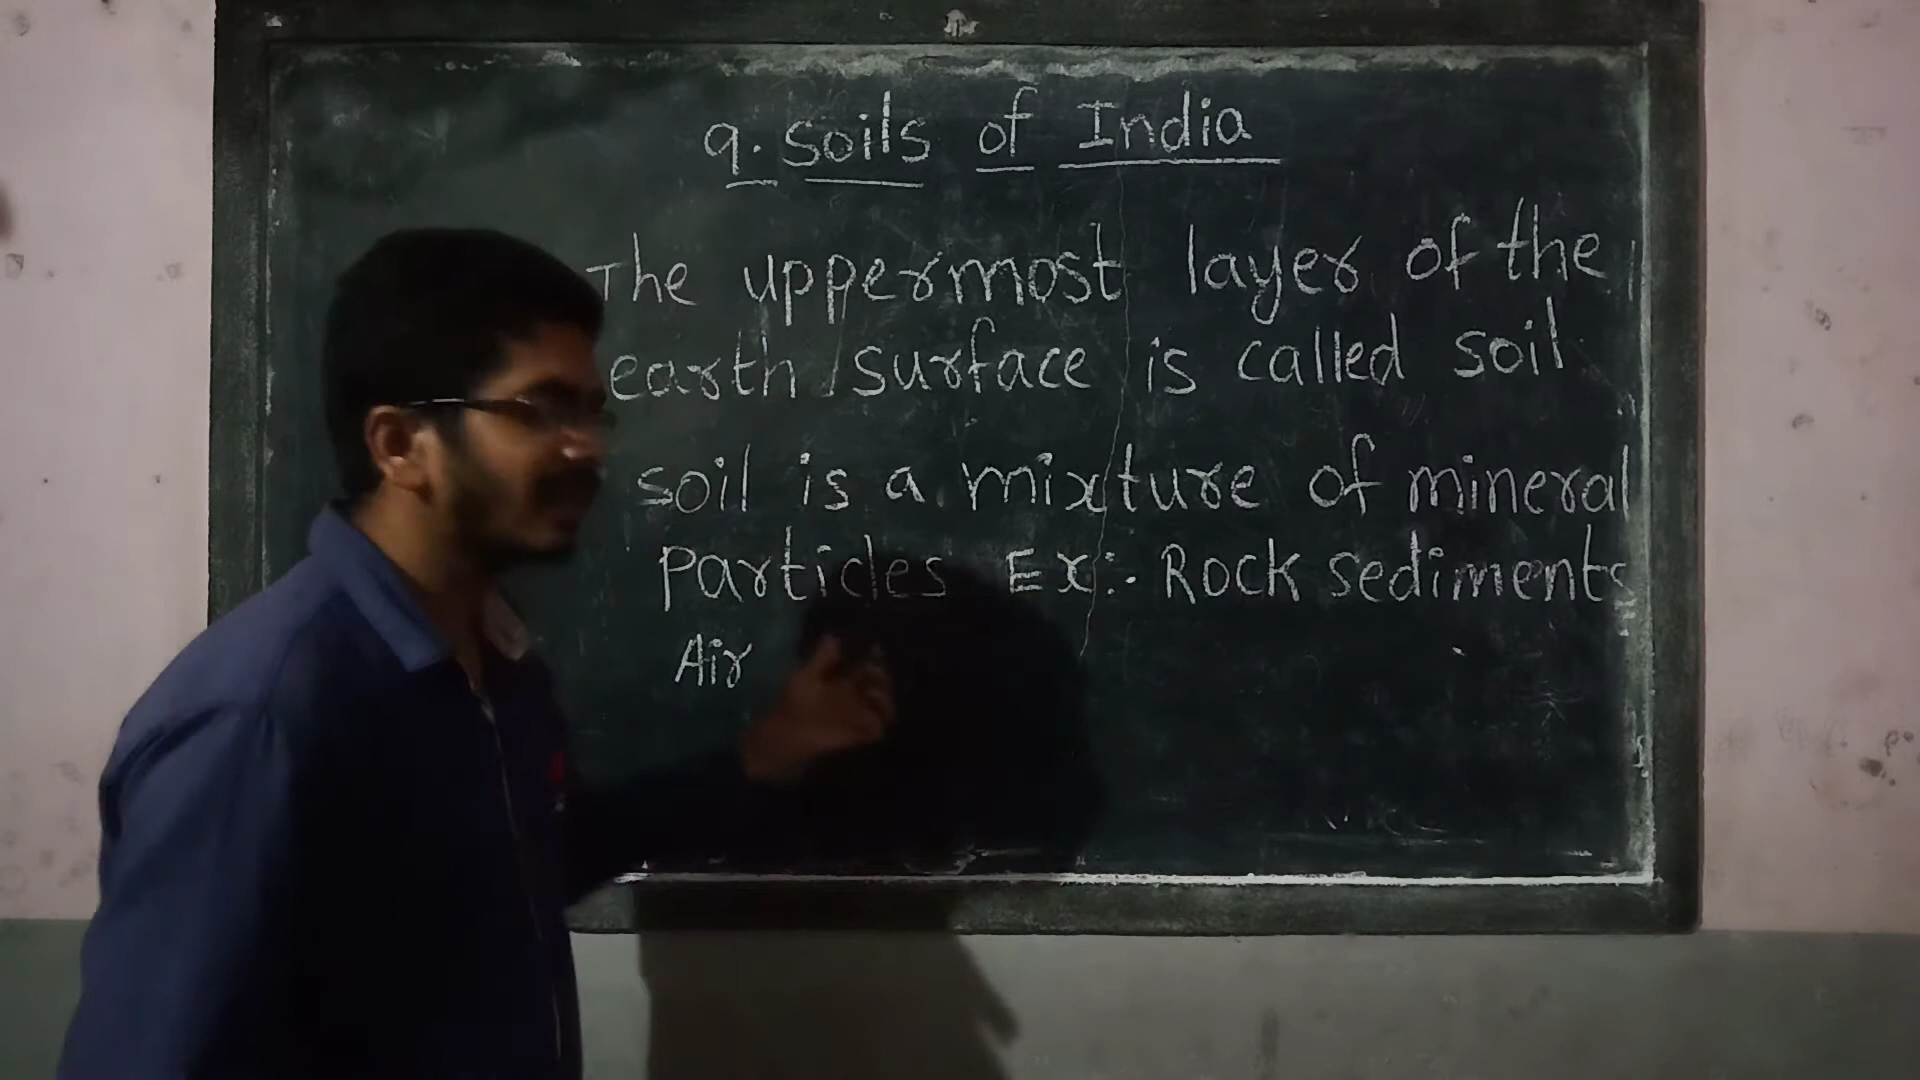 9. Soils of India
The uppermost layer of the
earth surface is called soil.
soil is a mixture of mineral
particles Ex:- Rock sediments
Air